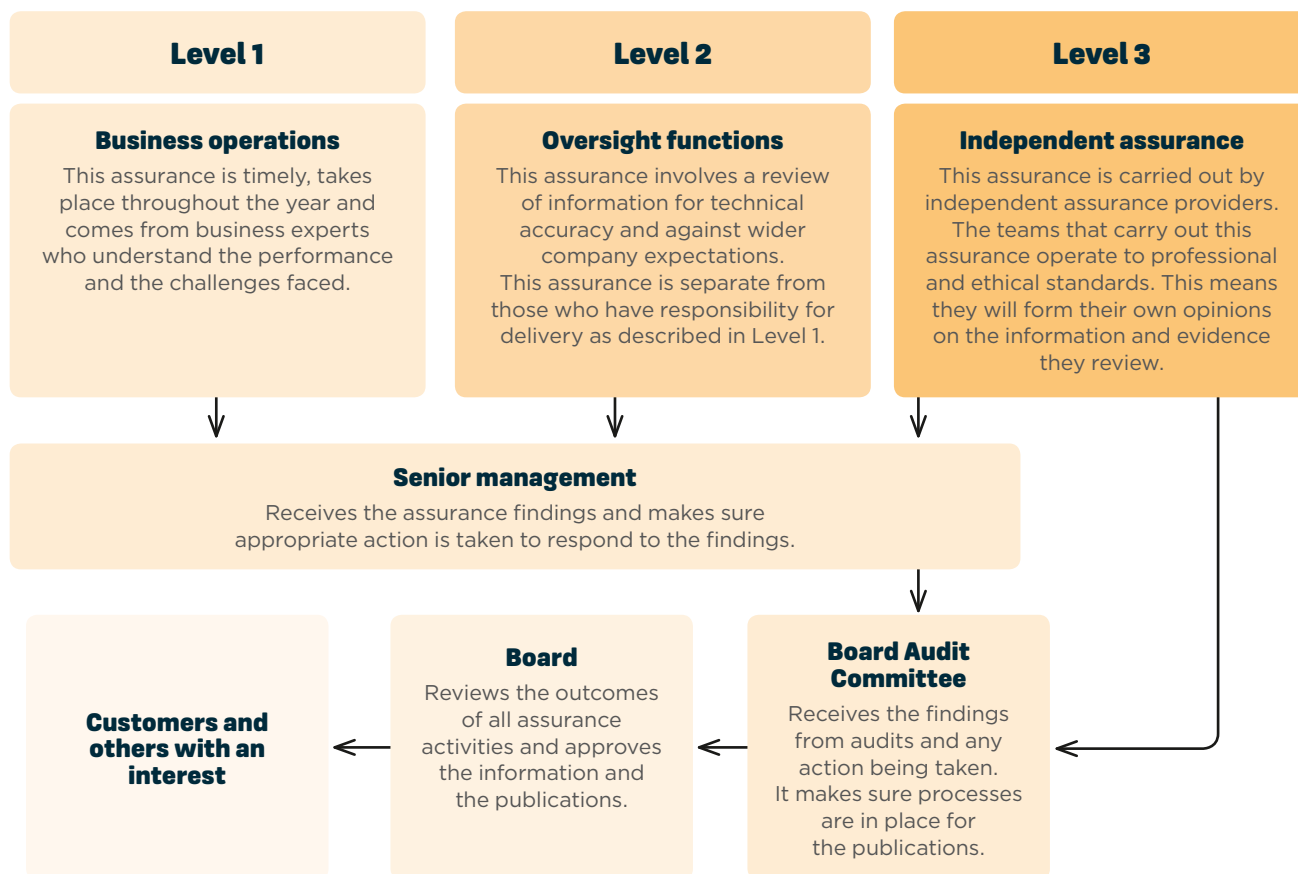 Level 1
Level 2
Level 3
Business operations
This assurance is timely, takes
place throughout the year and
comes from business experts
who understand the performance
and the challenges faced.
Oversight functions
This assurance involves a review
of information for technical
accuracy and against wider
company expectations.
This assurance is separate from
those who have responsibility for
delivery as described in Level 1.
Independent assurance
This assurance is carried out by
independent assurance providers.
The teams that carry out this
assurance operate to professional
and ethical standards. This means
they will form their own opinions
on the information and evidence
they review.
Senior management
Receives the assurance findings and makes sure
appropriate action is taken to respond to the findings.
Customers and
others with an
interest
Board
Reviews the outcomes
of all assurance
activities and approves
the information and
the publications.
Board Audit
Committee
Receives the findings
from audits and any
action being taken.
It makes sure processes
are in place for
the publications.